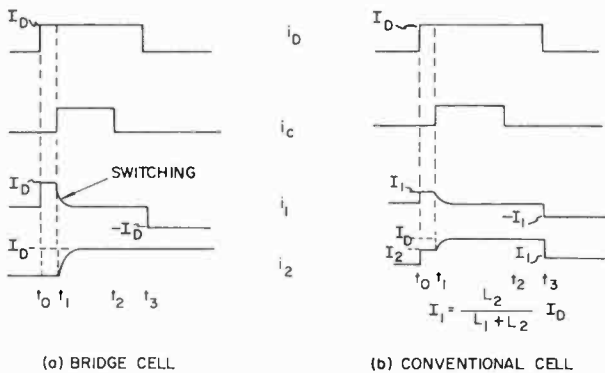 I_D
i_D
i_c
I_D
SWITCHING
i_1
-I_D
I_D
i_2
t_0 t_1 t_2 t_3
(a) BRIDGE CELL
I_D
I_1
-I_1
I_D
I_2
I_1
t_0 t_1 t_2 t_3
I_1 = L_2 / (L_1 + L_2) I_D
(b) CONVENTIONAL CELL